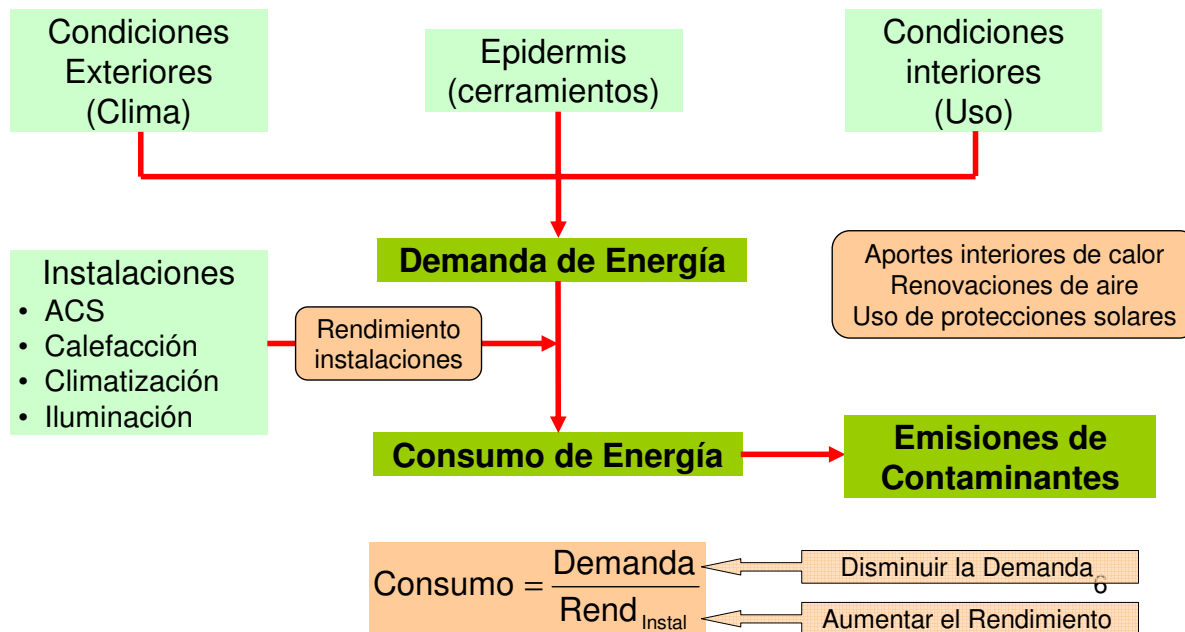 Condiciones
Exteriores
(Clima)
Epidermis
(cerramientos)
Condiciones
interiores
(Uso)
Demanda de Energía
Aportes interiores de calor
Renovaciones de aire
Uso de protecciones solares
Instalaciones
• ACS
• Calefacción
• Climatización
• Iluminación
Rendimiento
instalaciones
Consumo de Energía
Emisiones de
Contaminantes
Consumo = Demanda / Rend Instal
Disminuir la Demanda
6
Aumentar el Rendimiento